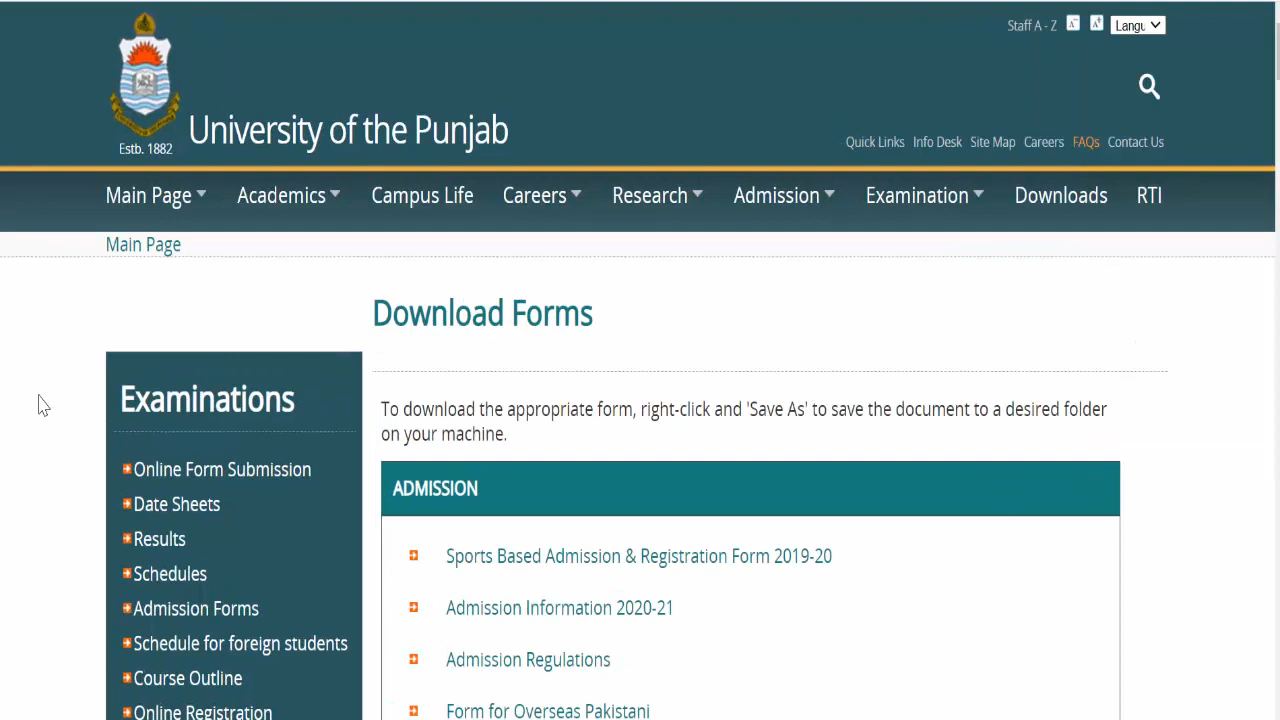 Staff A - Z
Langu
Estb. 1882
University of the Punjab
Quick Links Info Desk Site Map Careers FAQs Contact Us
Main Page Academics Campus Life Careers Research Admission Examination Downloads RTI
Main Page
Download Forms
Examinations
Online Form Submission
Date Sheets
Results
Schedules
Admission Forms
Schedule for foreign students
Course Outline
Online Registration
To download the appropriate form, right-click and 'Save As' to save the document to a desired folder
on your machine.
ADMISSION
Sports Based Admission & Registration Form 2019-20
Admission Information 2020-21
Admission Regulations
Form for Overseas Pakistani